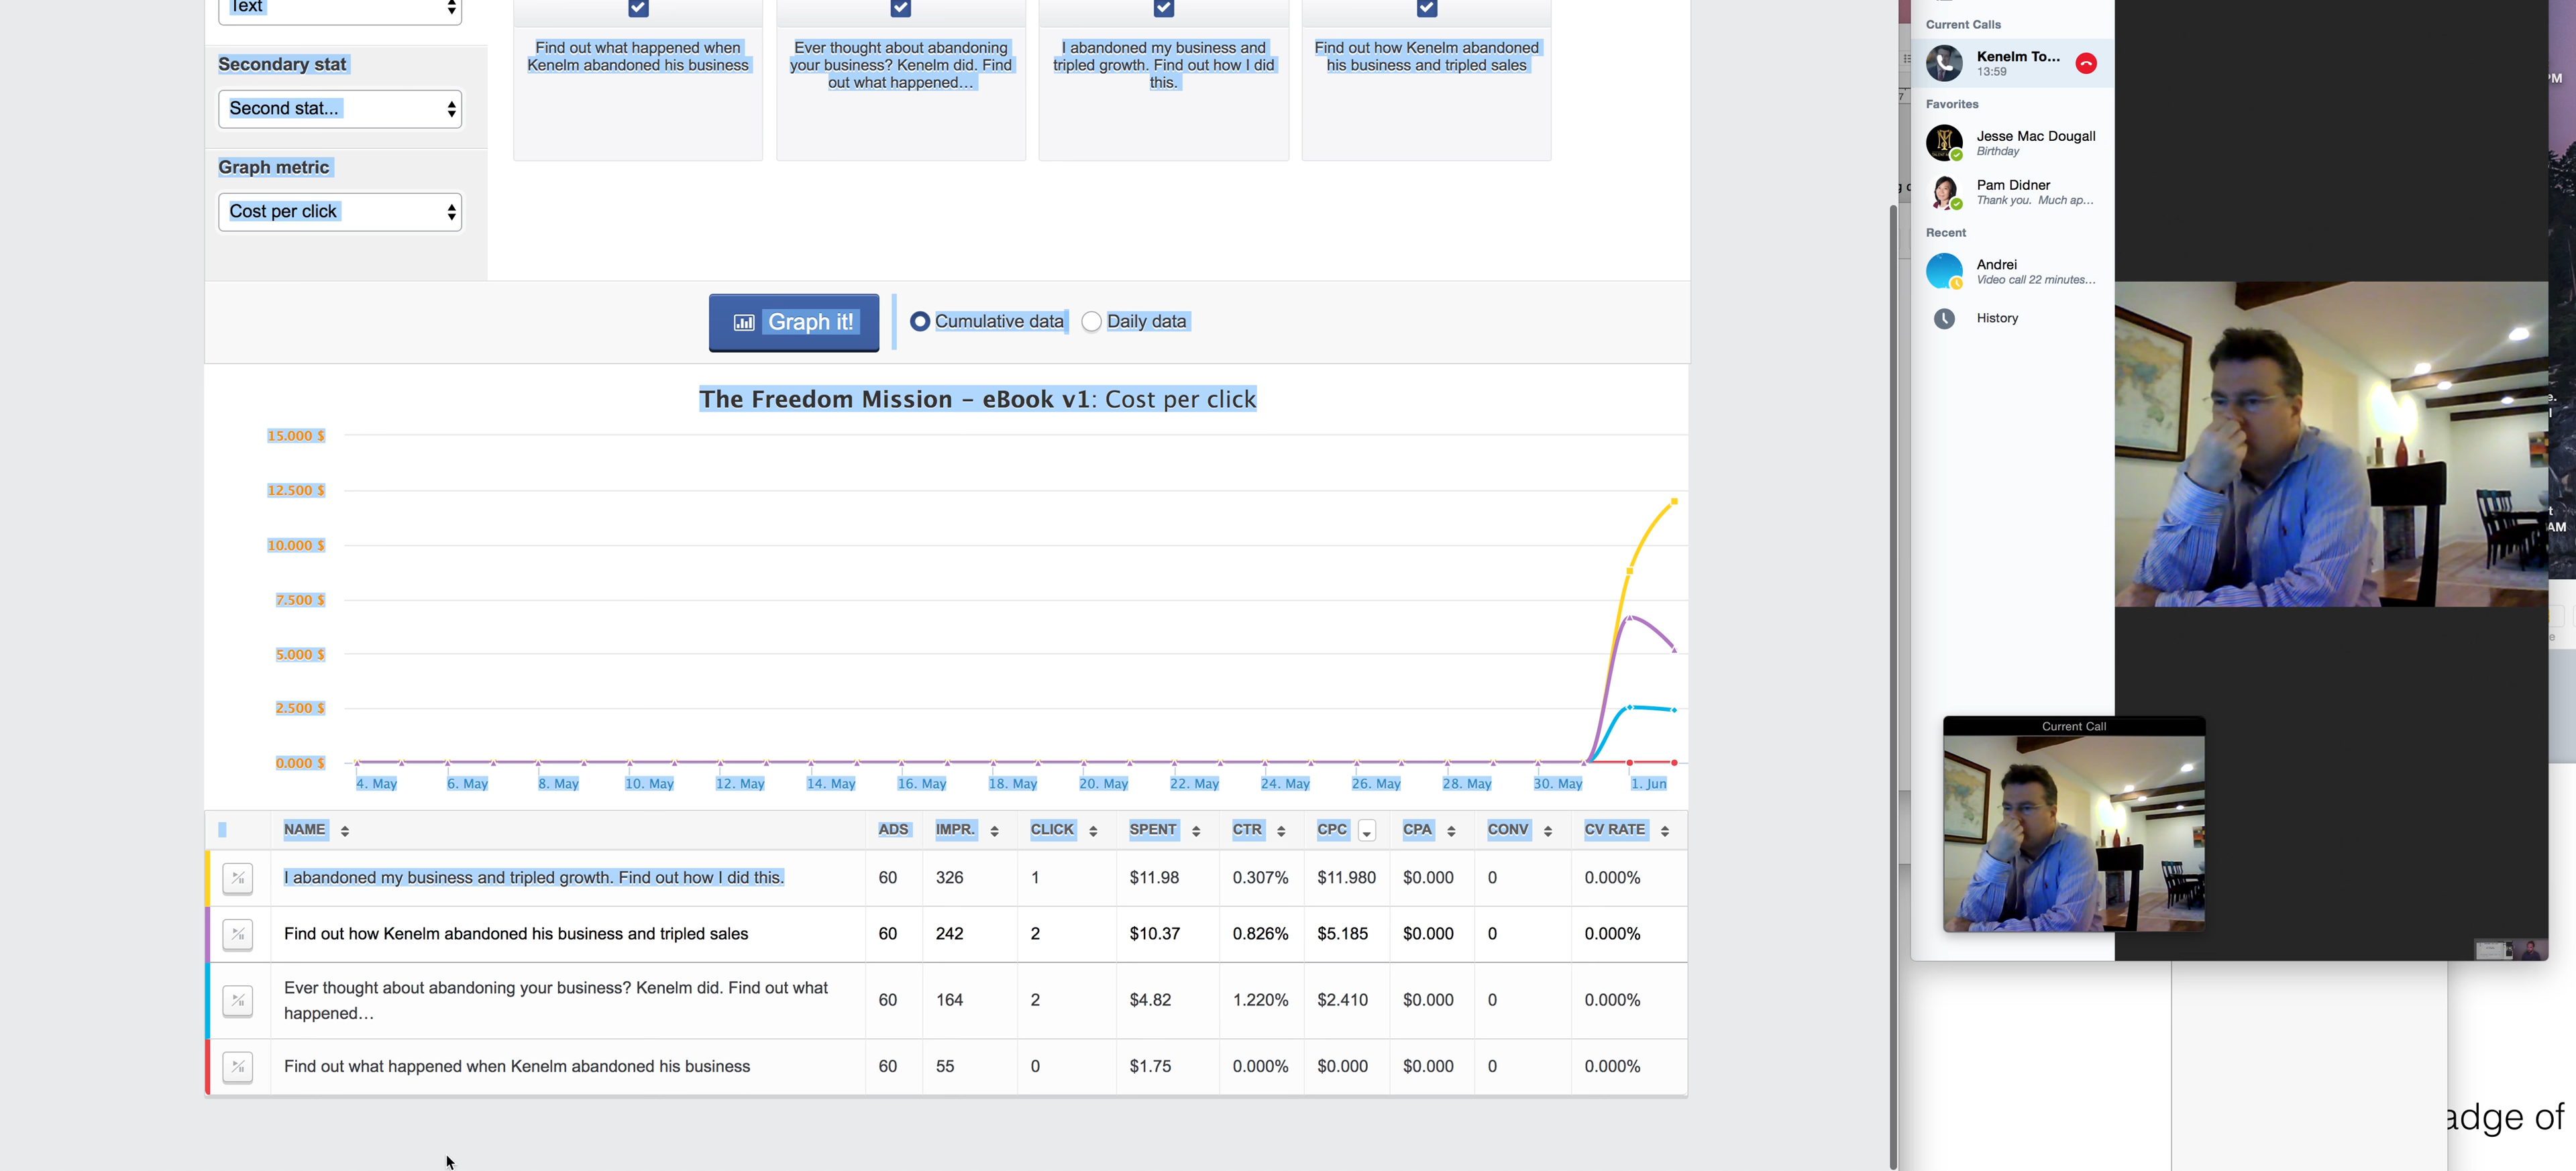 Text
Secondary stat
Second stat...
Graph metric
Cost per click
Find out what happened when
Kenelm abandoned his business
Ever thought about abandoning
your business? Kenelm did. Find
out what happened...
I abandoned my business and
tripled growth. Find out how I did
this.
Find out how Kenelm abandoned
his business and tripled sales
Graph it!
Cumulative data
Daily data
The Freedom Mission – eBook v1: Cost per click
15.000 $
12.500 $
10.000 $
7.500 $
5.000 $
2.500 $
0.000 $
4. May 6. May 8. May 10. May 12. May 14. May 16. May 18. May 20. May 22. May 24. May 26. May 28. May 30. May 1. Jun
NAME ADS IMPR. CLICK SPENT CTR CPC CPA CONV CV RATE
I abandoned my business and tripled growth. Find out how I did this. 60 326 1 $11.98 0.307% $11.980 $0.000 0 0.000%
Find out how Kenelm abandoned his business and tripled sales 60 242 2 $10.37 0.826% $5.185 $0.000 0 0.000%
Ever thought about abandoning your business? Kenelm did. Find out what
happened... 60 164 2 $4.82 1.220% $2.410 $0.000 0 0.000%
Find out what happened when Kenelm abandoned his business 60 55 0 $1.75 0.000% $0.000 $0.000 0 0.000%
Current Calls
Kenelm To...
13:59
Favorites
Jesse Mac Dougall
Birthday
Pam Didner
Thank you. Much ap...
Recent
Andrei
Video call 22 minutes...
History
Current Call
PM
AM
adge of